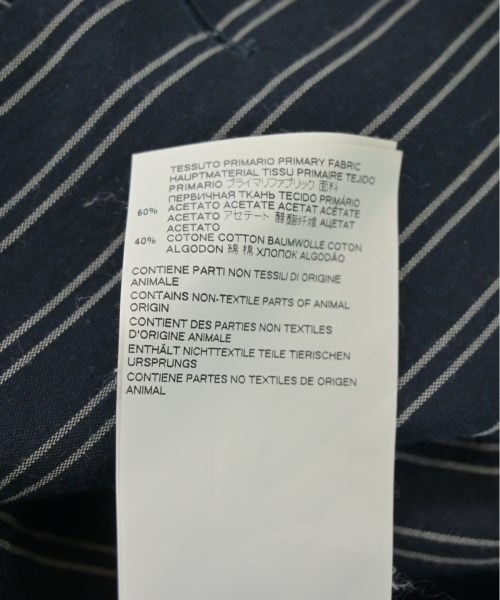 TESSUTO PRIMARIO PRIMARY FABRIC
HAUPTMATERIAL TISSU PRIMAIRE TEJIDO
PRIMARIO プライマリファブリック 面料
ПЕРВИЧНАЯ ТКАНЬ TECIDO PRIMÁRIO
60% ACETATO ACETATE ACETAT ACÉTATE
ACETATO アセテート 醋酯纤维 АЦЕТАТ
ACETATO
40% COTONE COTTON BAUMWOLLE COTON
ALGODON 綿 棉 ХЛОПОК ALGODÃO
CONTIENE PARTI NON TESSILI DI ORIGINE
ANIMALE
CONTAINS NON-TEXTILE PARTS OF ANIMAL
ORIGIN
CONTIENT DES PARTIES NON TEXTILES
D'ORIGINE ANIMALE
ENTHÄLT NICHTTEXTILE TEILE TIERISCHEN
URSPRUNGS
CONTIENE PARTES NO TEXTILES DE ORIGEN
ANIMAL